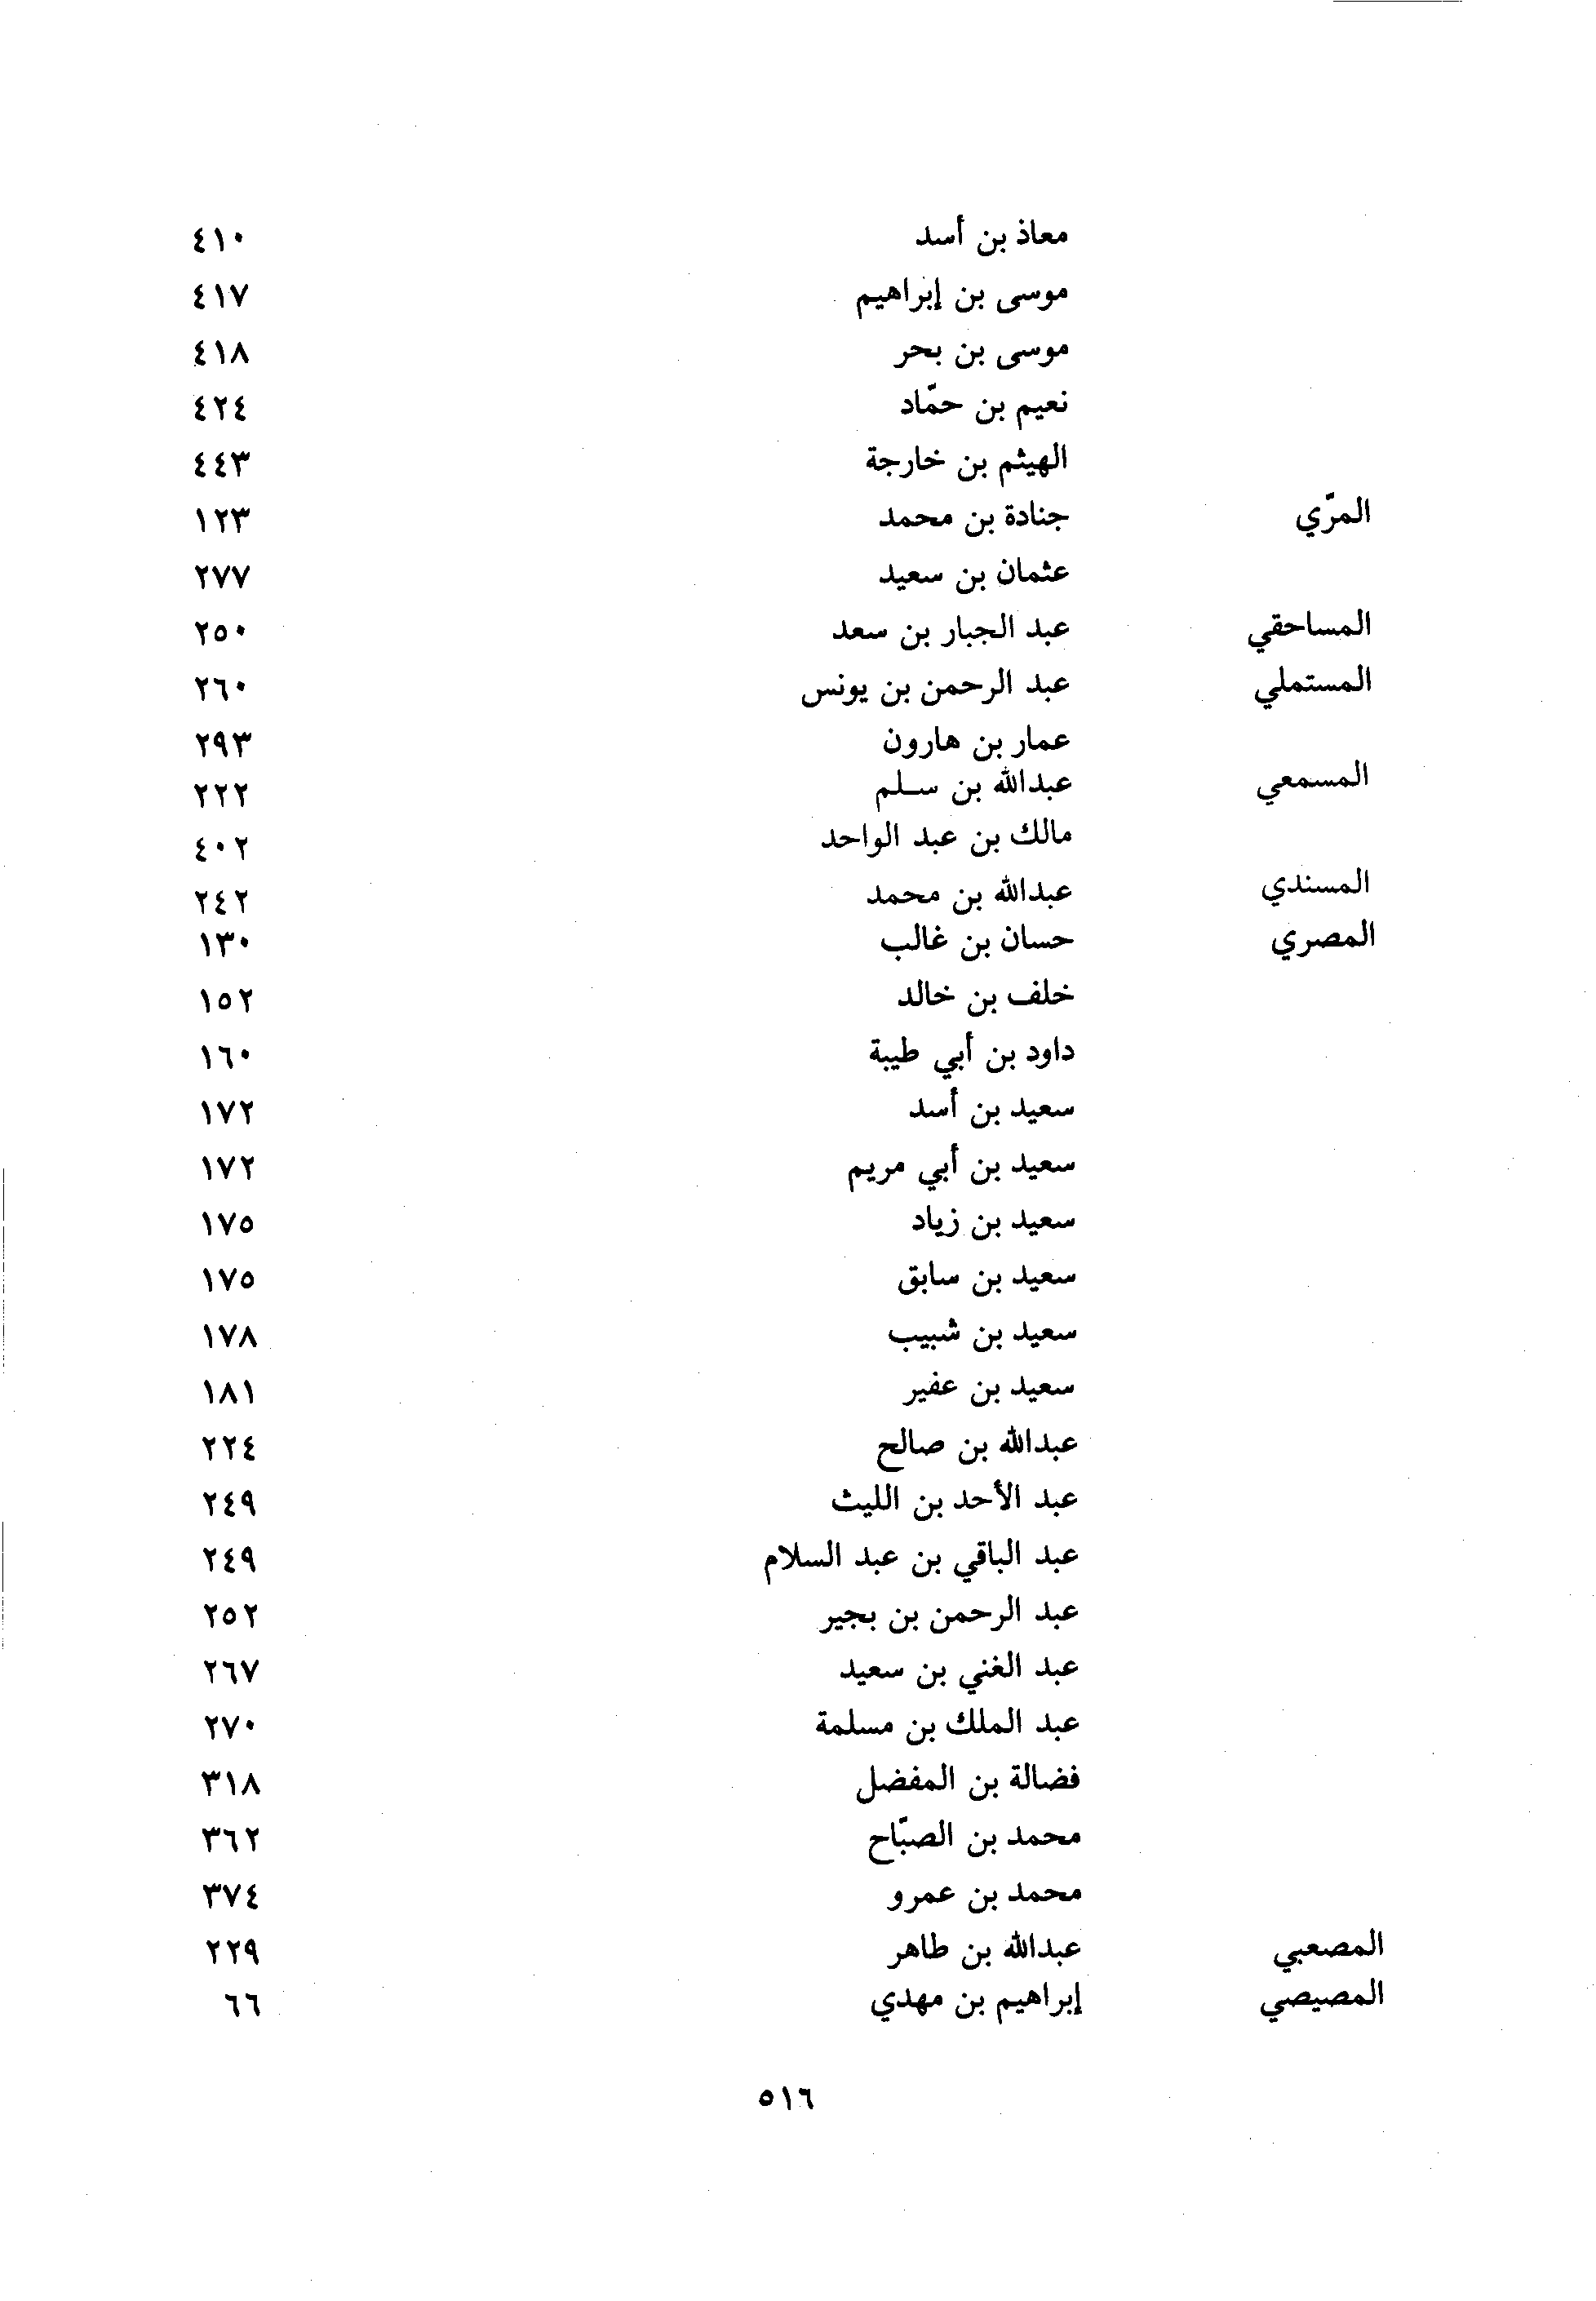 معاذ بن أسد ٤١٠
موسى بن إبراهيم ٤١٧
موسى بن بحر ٤١٨
نعيم بن حمّاد ٤٢٤
الهيثم بن خارجة ٤٤٣
المرّي جنادة بن محمد ١٢٣
عثمان بن سعيد ٢٧٧
المساحقي عبد الجبار بن سعد ٢٥٠
المستملي عبد الرحمن بن يونس ٢٦٠
عمار بن هارون ٢٩٣
المسمعي عبدالله بن سلم ٢٢٢
مالك بن عبد الواحد ٤٠٢
المسندي عبدالله بن محمد ٢٤٢
المصري حسان بن غالب ١٣٠
خلف بن خالد ١٥٢
داود بن أبي طيبة ١٦٠
سعيد بن أسد ١٧٢
سعيد بن أبي مريم ١٧٢
سعيد بن زياد ١٧٥
سعيد بن سابق ١٧٥
سعيد بن شبيب ١٧٨
سعيد بن عفير ١٨١
عبدالله بن صالح ٢٢٤
عبد الأحد بن الليث ٢٤٩
عبد الباقي بن عبد السلام ٢٤٩
عبد الرحمن بن بجير ٢٥٢
عبد الغني بن سعيد ٢٦٧
عبد الملك بن مسلمة ٢٧٠
فضالة بن المفضل ٣١٨
محمد بن الصبّاح ٣٦٢
محمد بن عمرو ٣٧٤
المصعبي عبدالله بن طاهر ٢٢٩
المصيصي إبراهيم بن مهدي ٦٦
٥١٦